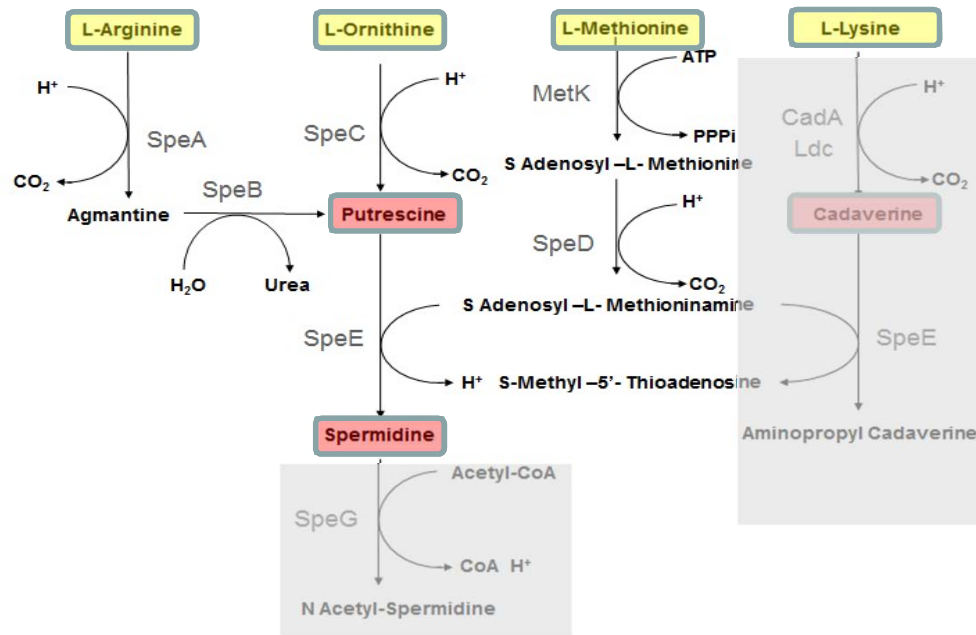 L-Arginine
L-Ornithine
L-Methionine
L-Lysine
H⁺
SpeA
CO₂
Agmantine
SpeB
H₂O
Urea
H⁺
SpeC
CO₂
Putrescine
ATP
MetK
PPPi
S Adenosyl –L- Methionine
H⁺
SpeD
CO₂
S Adenosyl –L- Methioninamine
H⁺
CadA
Ldc
CO₂
Cadaverine
SpeE
SpeE
H⁺ S-Methyl –5'- Thioadenosine
Spermidine
Aminopropyl Cadaverine
Acetyl-CoA
SpeG
CoA H⁺
N Acetyl-Spermidine